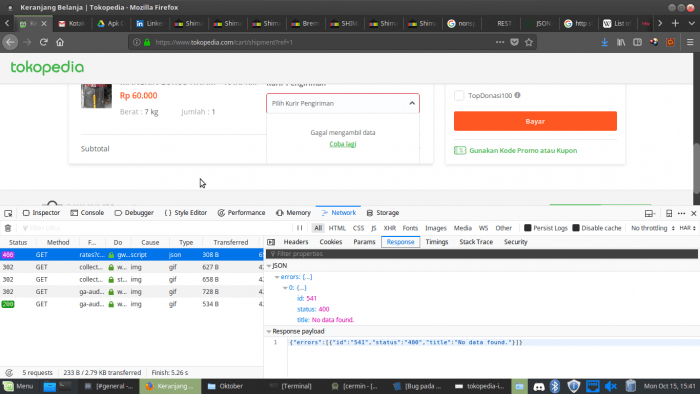 Keranjang Belanja | Tokopedia - Mozilla Firefox
Kotak
Apk
Linke
Shim
Shim
Shim
Brem
SHIM
Shim
Shim
norsy
REST
JSON
http s
List of
https://www.tokopedia.com/cart/shipment?ref=1
tokopedia
Rp 60.000
Berat : 7 kg
Jumlah : 1
Kurir Pengiriman
Pilih Kurir Pengiriman
Gagal mengambil data
Coba lagi
Subtotal
TopDonasi100
Bayar
Gunakan Kode Promo atau Kupon
Inspector
Console
Debugger
Style Editor
Performance
Memory
Network
Storage
All HTML CSS JS XHR Fonts Images Media WS Other
Persist Logs
Disable cache
No throttling
HAR
Status Method F... Do Cause Type Transferred
Headers Cookies Params Response Timings Stack Trace Security
400 GET rates?c... gw... script json 308 B
302 GET collect... w... img gif 627 B
302 GET collect... st... img gif 658 B
302 GET ga-aud... w... img gif 728 B
200 GET ga-aud... w... img gif 534 B
Filter properties
JSON
errors: [...]
0: {...}
id: 541
status: 400
title: No data found.
Response payload
1 {"errors":[{"id":"541","status":"400","title":"No data found."}]}
5 requests
233 B / 2.79 KB transferred
Finish: 5.26 s
Menu
[#general -...
Keranjang ...
Oktober
[Terminal]
[cermin - [...
[Bug pada ...
tokopedia-i...
Mon Oct 15, 15:41